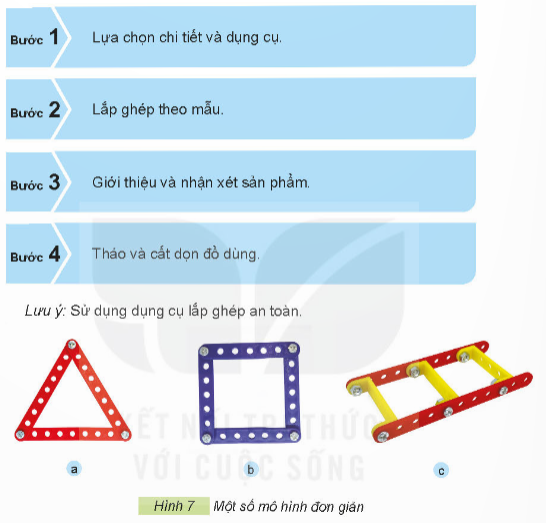 Bước 1 Lựa chọn chi tiết và dụng cụ.
Bước 2 Lắp ghép theo mẫu.
Bước 3 Giới thiệu và nhận xét sản phẩm.
Bước 4 Tháo và cất dọn đồ dùng.
Lưu ý: Sử dụng dụng cụ lắp ghép an toàn.
KẾT NỐI TRI THỨC
VỚI CUỘC SỐNG
a b c
Hình 7 Một số mô hình đơn giản